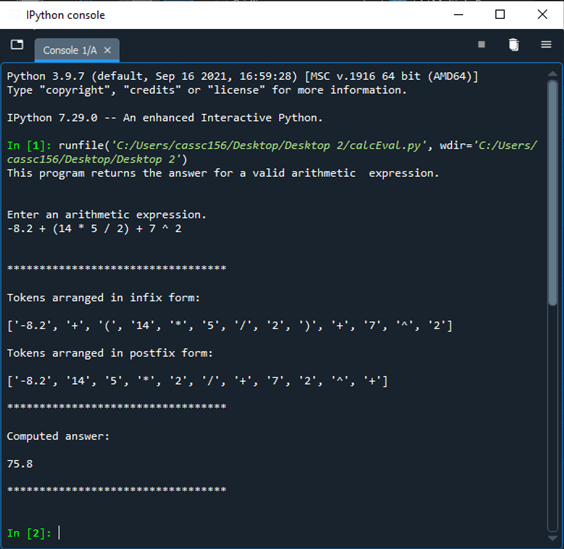 IPython console
Console 1/A
Python 3.9.7 (default, Sep 16 2021, 16:59:28) [MSC v.1916 64 bit (AMD64)]
Type "copyright", "credits" or "license" for more information.
IPython 7.29.0 -- An enhanced Interactive Python.
In [1]: runfile('C:/Users/cassc156/Desktop/Desktop 2/calcEval.py', wdir='C:/Users/
cassc156/Desktop/Desktop 2')
This program returns the answer for a valid arithmetic  expression.
Enter an arithmetic expression.
-8.2 + (14 * 5 / 2) + 7 ^ 2
**********************************
Tokens arranged in infix form:
['-8.2', '+', '(', '14', '*', '5', '/', '2', ')', '+', '7', '^', '2']
Tokens arranged in postfix form:
['-8.2', '14', '5', '*', '2', '/', '+', '7', '2', '^', '+']
**********************************
Computed answer:
75.8
**********************************
In [2]: